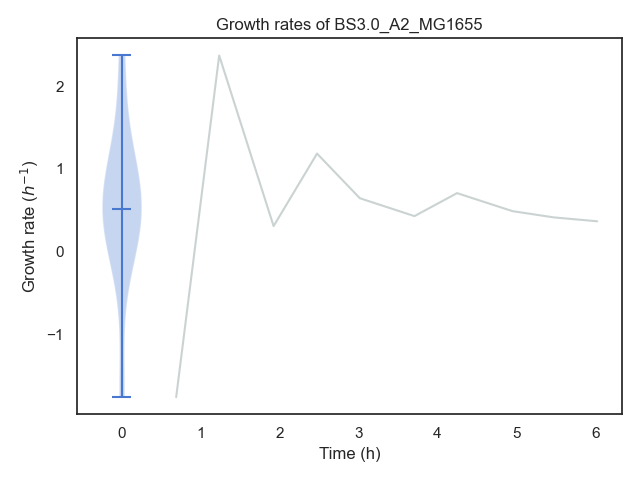 Growth rates of BS3.0_A2_MG1655
Growth rate (h⁻¹)
2
1
0
−1
0 1 2 3 4 5 6
Time (h)